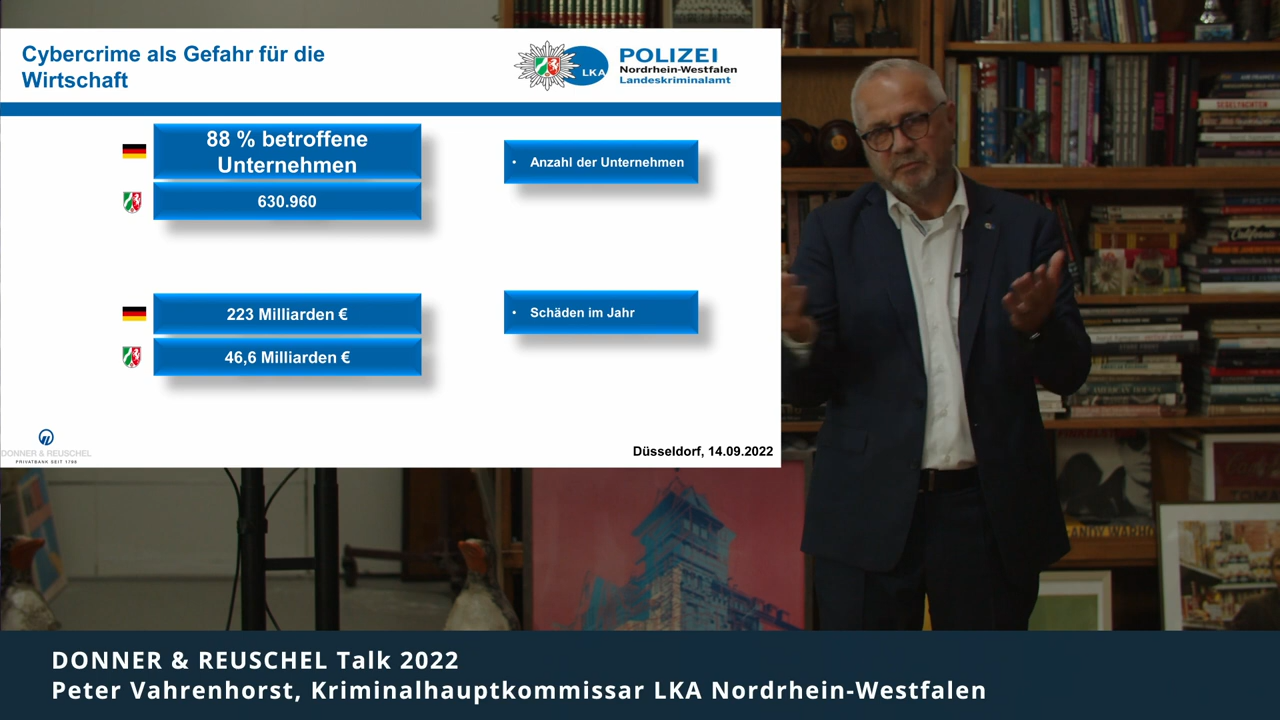 Cybercrime als Gefahr für die
Wirtschaft
LKA
POLIZEI
Nordrhein-Westfalen
Landeskriminalamt
88 % betroffene
Unternehmen
630.960
• Anzahl der Unternehmen
223 Milliarden €
46,6 Milliarden €
• Schäden im Jahr
DONNER & REUSCHEL
PRIVATBANK SEIT 1798
Düsseldorf, 14.09.2022
ANDY WARHOL
DONNER & REUSCHEL Talk 2022
Peter Vahrenhorst, Kriminalhauptkommissar LKA Nordrhein-Westfalen